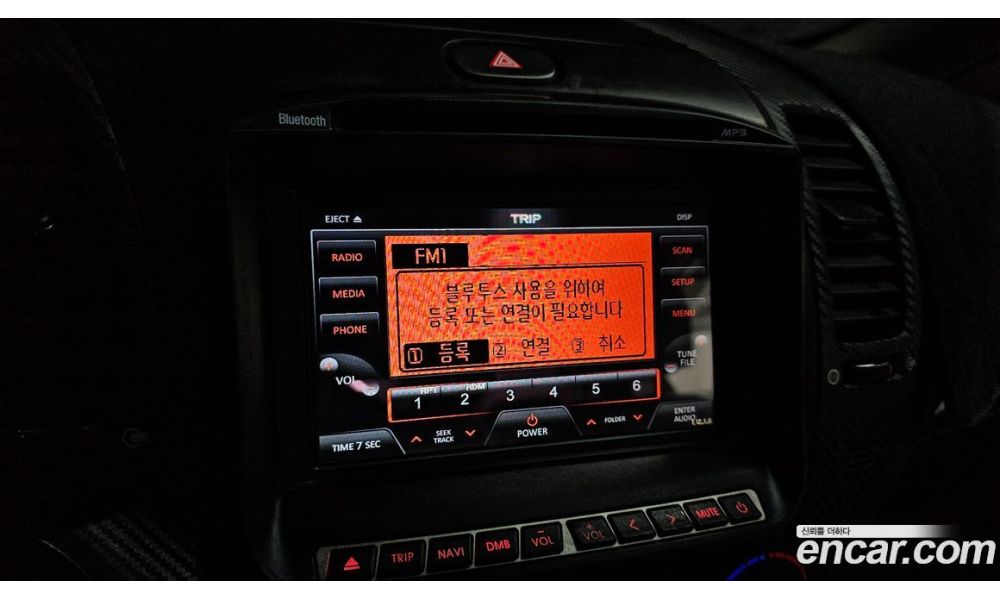 Bluetooth
MP3
EJECT
TRIP
DISP
RADIO
FM1
SCAN
MEDIA
블루투스 사용을 위하여
등록 또는 연결이 필요합니다
SETUP
MENU
PHONE
1 등록 2 연결 3 취소
TUNE
FILE
VOL
RPT
RDM
1 2 3 4 5 6
SEEK
TRACK
POWER
FOLDER
ENTER
AUDIO
TIME 7 SEC
TRIP NAVI DMB - VOL + VOL < > MUTE
신뢰를 더하다
encar.com